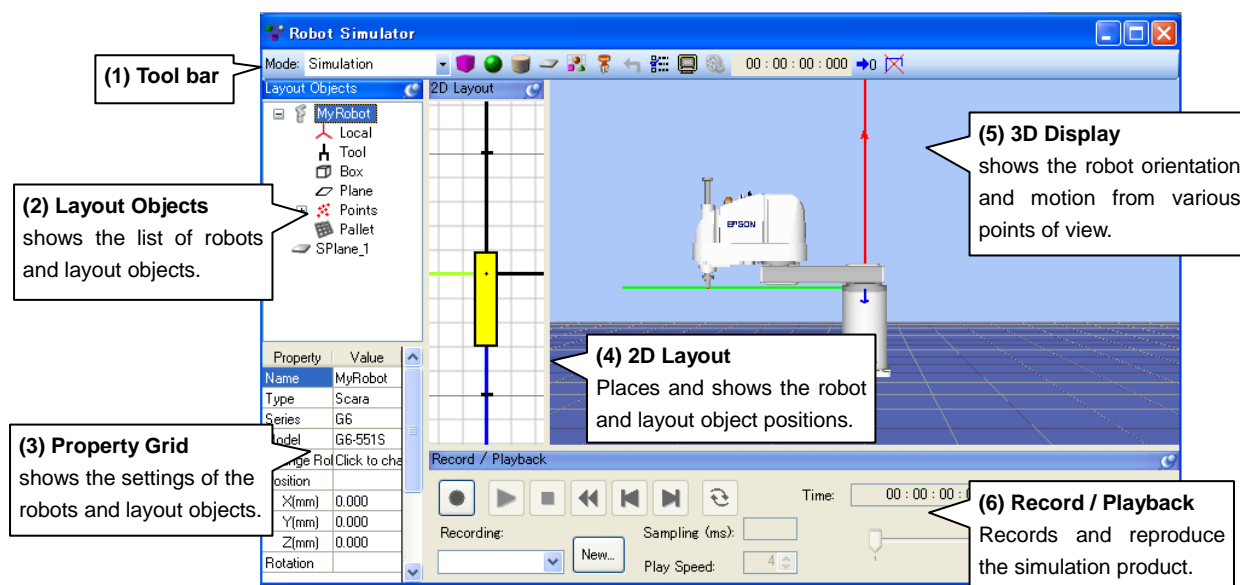 Robot Simulator
(1) Tool bar
Mode: Simulation
00 : 00 : 00 : 000
0
Layout Objects
2D Layout
MyRobot
Local
Tool
Box
Plane
Points
Pallet
SPlane_1
(2) Layout Objects
shows the list of robots
and layout objects.
EPSON
(5) 3D Display
shows the robot orientation
and motion from various
points of view.
(4) 2D Layout
Places and shows the robot
and layout object positions.
Property Value
Name MyRobot
Type Scara
Series G6
Model G6-551S
Click to cha
Position
X(mm) 0.000
Y(mm) 0.000
Z(mm) 0.000
Rotation
(3) Property Grid
shows the settings of the
robots and layout objects.
Record / Playback
Time: 00 : 00 : 00 :
Recording:
New...
Sampling (ms):
Play Speed: 4
(6) Record / Playback
Records and reproduce
the simulation product.